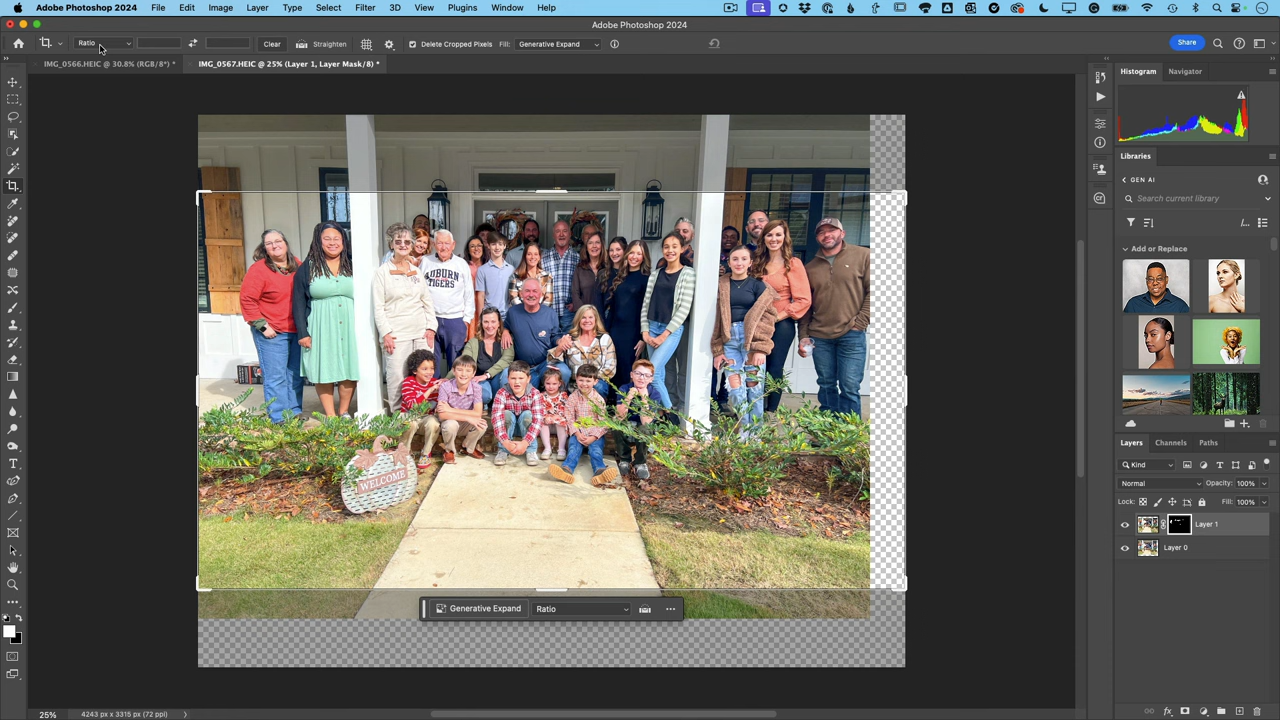 Adobe Photoshop 2024 File Edit Image Layer Type Select Filter 3D View Plugins Window Help
Adobe Photoshop 2024
Ratio Clear Straighten Delete Cropped Pixels Fill: Generative Expand Share
IMG_0566.HEIC @ 30.8% (RGB/8*) * IMG_0567.HEIC @ 25% (Layer 1, Layer Mask/8) *
Histogram Navigator
Libraries
GEN AI
Search current library
Add or Replace
AUBURN
TIGERS
WELCOME
Layers Channels Paths
Kind
Normal Opacity: 100%
Lock: Fill: 100%
Layer 1
Layer 0
Generative Expand Ratio
25% 4243 px x 3315 px (72 ppi)